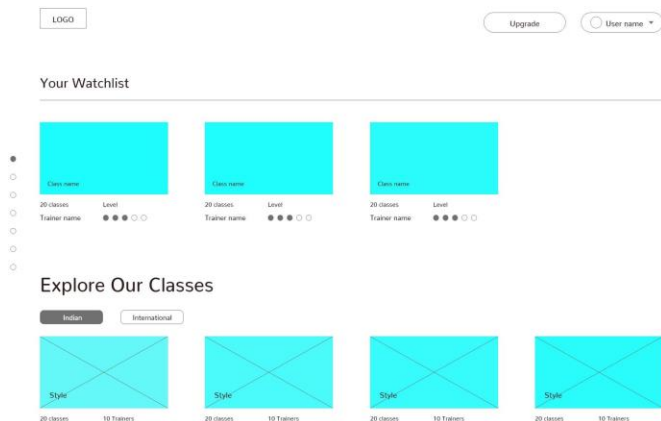 LOGO
Upgrade
User name
Your Watchlist
Class name
Class name
Class name
20 classes Level
20 classes Level
20 classes Level
Trainer name
Trainer name
Trainer name
Explore Our Classes
Indian
International
Style
Style
Style
Style
20 classes 10 Trainers
20 classes 10 Trainers
20 classes 10 Trainers
20 classes 10 Trainers